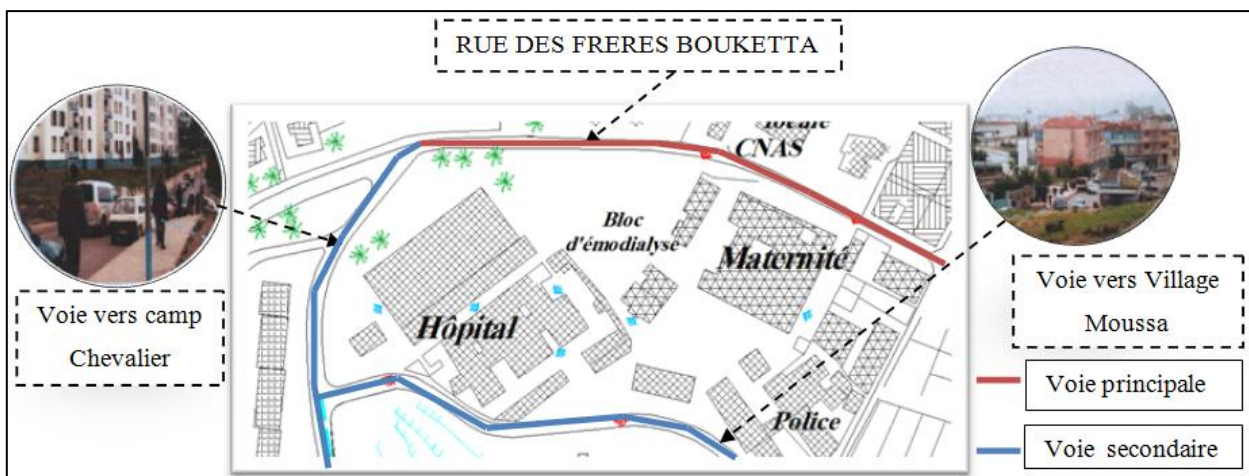 RUE DES FRERES BOUKETTA
CNAS
Bloc
d'émodialyse
Maternité
Hôpital
Police
Voie vers camp
Chevalier
Voie vers Village
Moussa
Voie principale
Voie secondaire